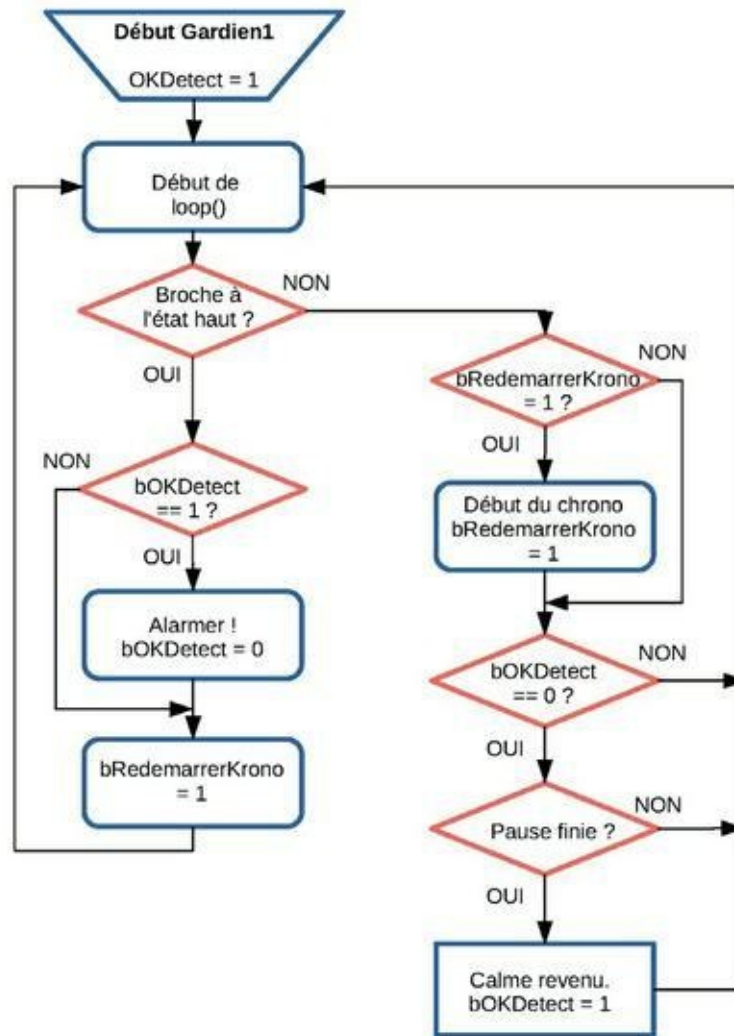 Début Gardien1
OKDetect = 1
Début de
loop()
Broche à
l'état haut ?
NON
OUI
NON
bOKDetect
== 1 ?
OUI
Alarmer !
bOKDetect = 0
bRedemarrerKrono
= 1
NON
bRedemarrerKrono
= 1 ?
OUI
Début du chrono
bRedemarrerKrono
= 1
bOKDetect
== 0 ?
NON
OUI
Pause finie ?
NON
OUI
Calme revenu.
bOKDetect = 1